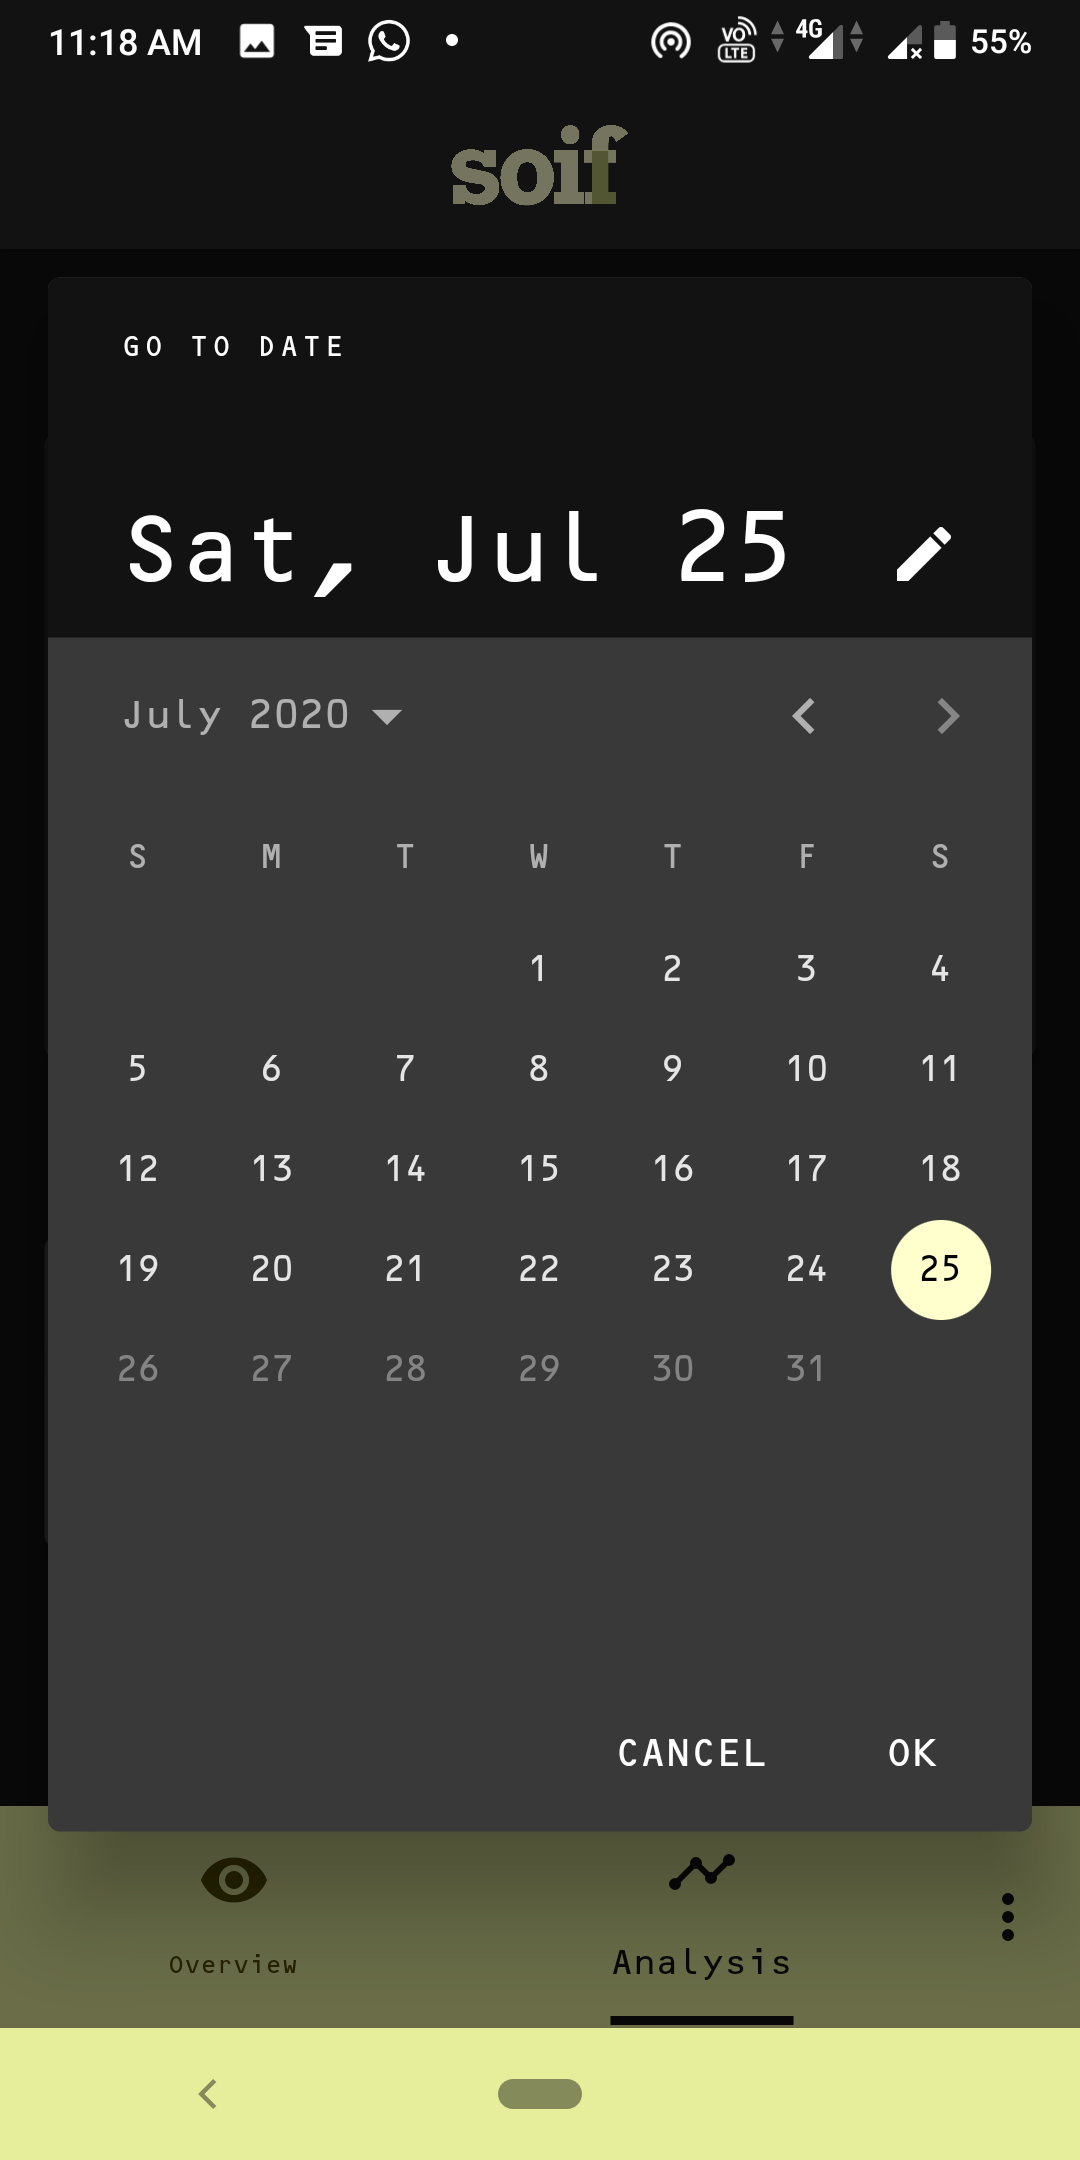 11:18 AM VO LTE 4G 55%
soif
GO TO DATE
Sat, Jul 25
July 2020
S M T W T F S
1 2 3 4
5 6 7 8 9 10 11
12 13 14 15 16 17 18
19 20 21 22 23 24 25
26 27 28 29 30 31
CANCEL OK
Overview Analysis